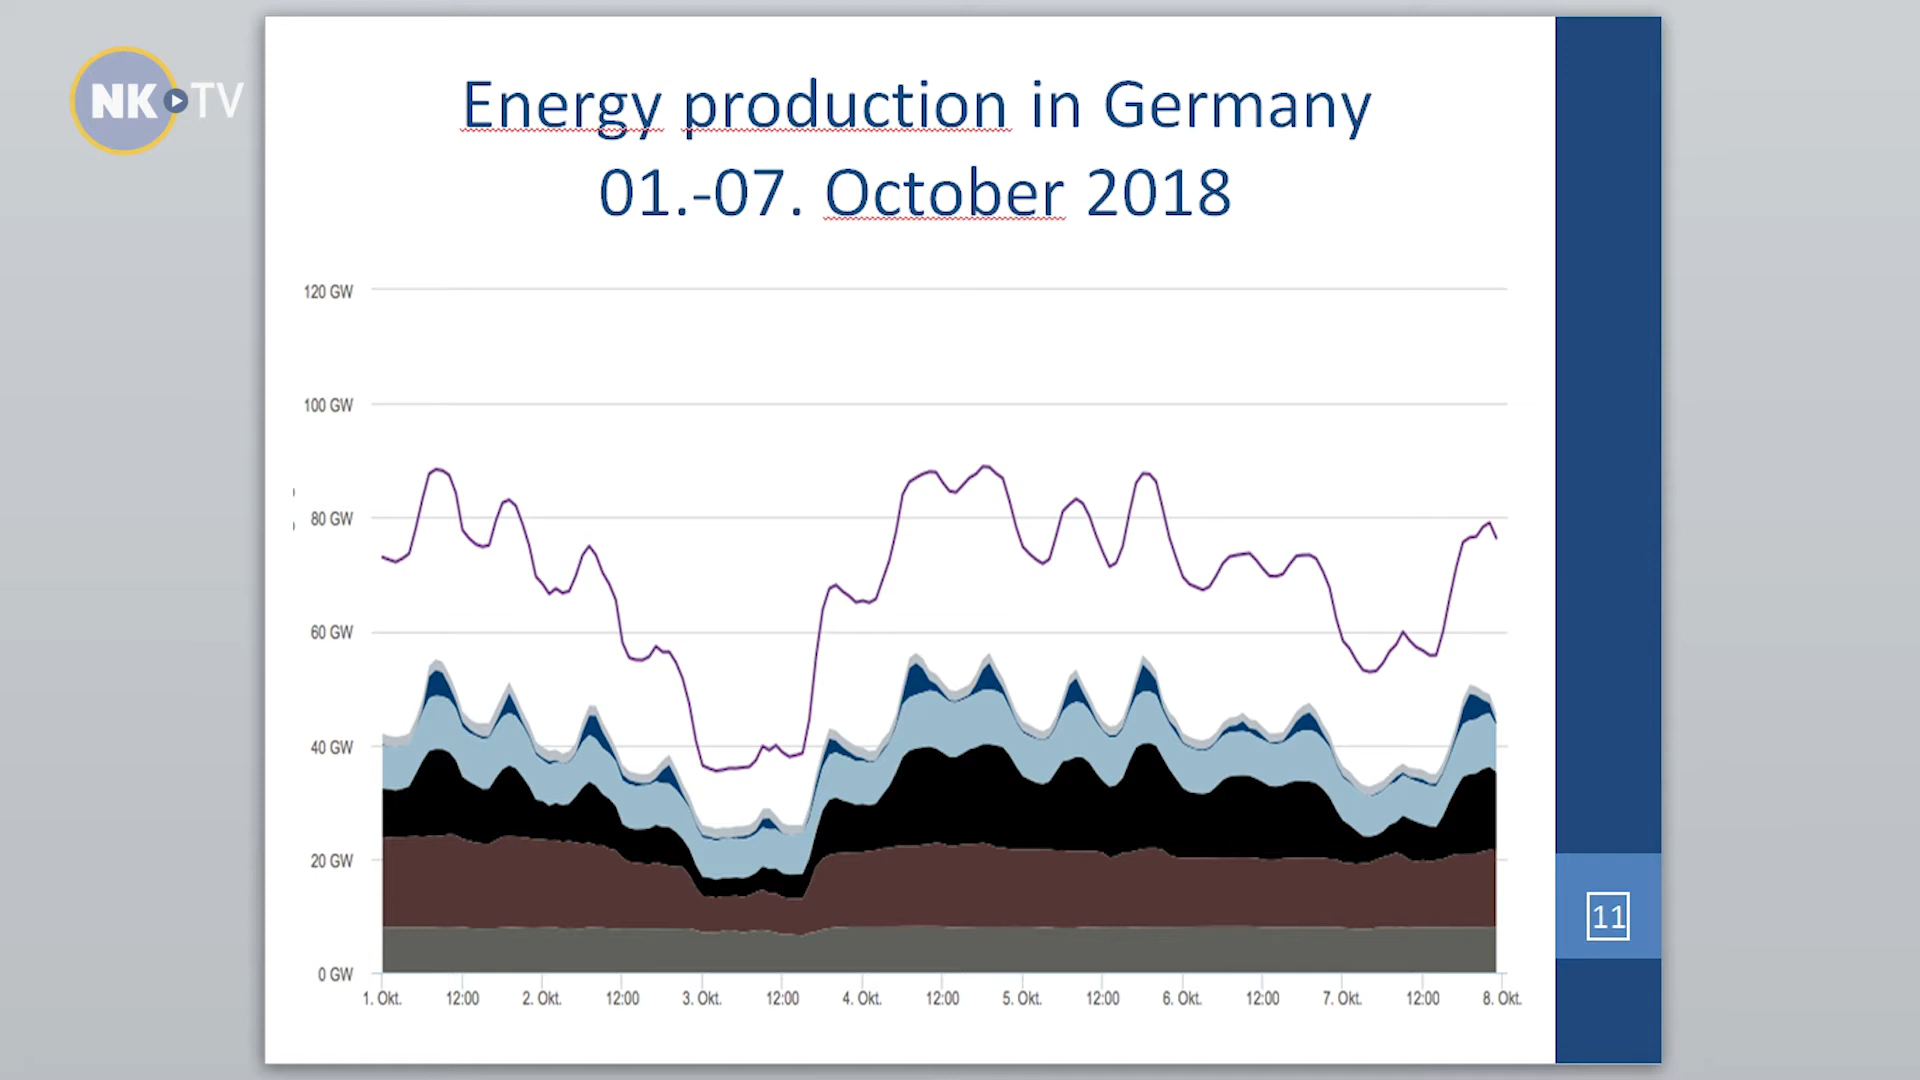 NK TV
Energy production in Germany
01.-07. October 2018
120 GW
100 GW
80 GW
60 GW
40 GW
20 GW
0 GW
1. Okt. 12:00 2. Okt. 12:00 3. Okt. 12:00 4. Okt. 12:00 5. Okt. 12:00 6. Okt. 12:00 7. Okt. 12:00 8. Okt.
11